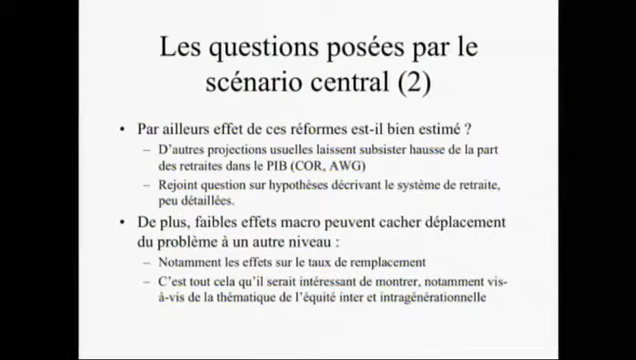 Les questions posées par le
scénario central (2)
• Par ailleurs effet de ces réformes est-il bien estimé ?
– D'autres projections usuelles laissent subsister hausse de la part
des retraites dans le PIB (COR, AWG)
– Rejoint question sur hypothèses décrivant le système de retraite,
peu détaillées.
• De plus, faibles effets macro peuvent cacher déplacement
du problème à un autre niveau :
– Notamment les effets sur le taux de remplacement
– C'est tout cela qu'il serait intéressant de montrer, notamment vis-
à-vis de la thématique de l'équité inter et intragénérationnelle